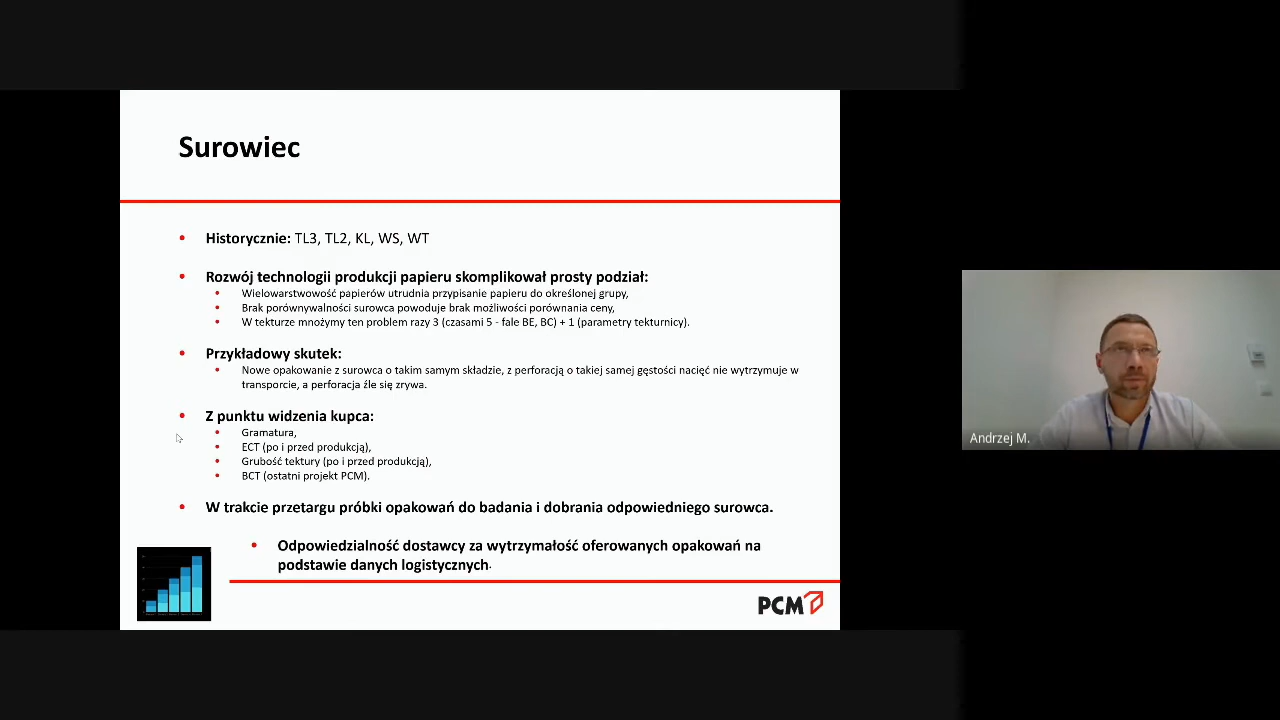 Surowiec
Historycznie: TL3, TL2, KL, WS, WT
Rozwój technologii produkcji papieru skomplikował prosty podział:
Wielowarstwowość papierów utrudnia przypisanie papieru do określonej grupy,
Brak porównywalności surowca powoduje brak możliwości porównania ceny,
W tekturze mnożymy ten problem razy 3 (czasami 5 - fale BE, BC) + 1 (parametry tekturnicy).
Przykładowy skutek:
Nowe opakowanie z surowca o takim samym składzie, z perforacją o takiej samej gęstości nacięć nie wytrzymuje w
transporcie, a perforacja źle się zrywa.
Z punktu widzenia kupca:
Gramatura,
ECT (po i przed produkcją),
Grubość tektury (po i przed produkcją),
BCT (ostatni projekt PCM).
W trakcie przetargu próbki opakowań do badania i dobrania odpowiedniego surowca.
Odpowiedzialność dostawcy za wytrzymałość oferowanych opakowań na
podstawie danych logistycznych.
PCM
Andrzej M.